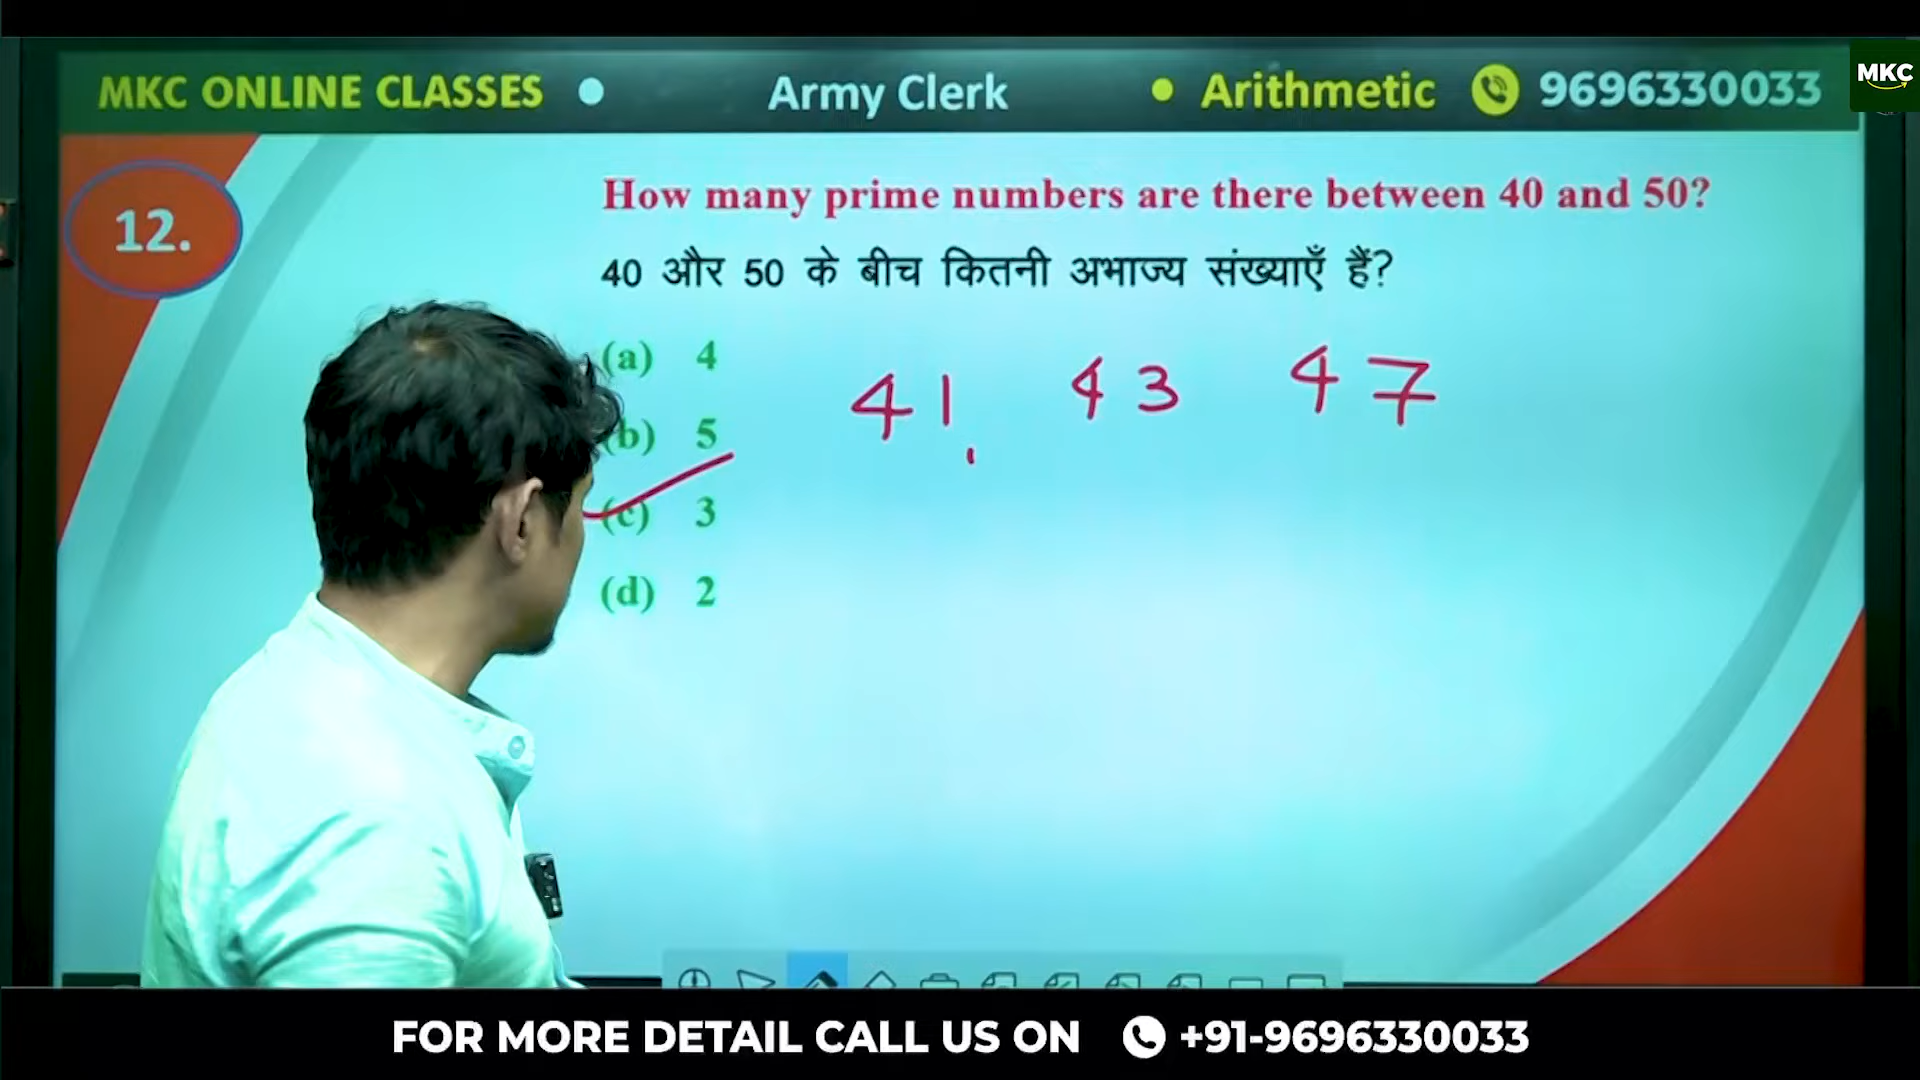 MKC ONLINE CLASSES • Army Clerk • Arithmetic 9696330033
MKC
12.
How many prime numbers are there between 40 and 50?
40 और 50 के बीच कितनी अभाज्य संख्याएँ हैं?
(a) 4
41, 43 47
(b) 5
(c) 3
(d) 2
FOR MORE DETAIL CALL US ON +91-9696330033